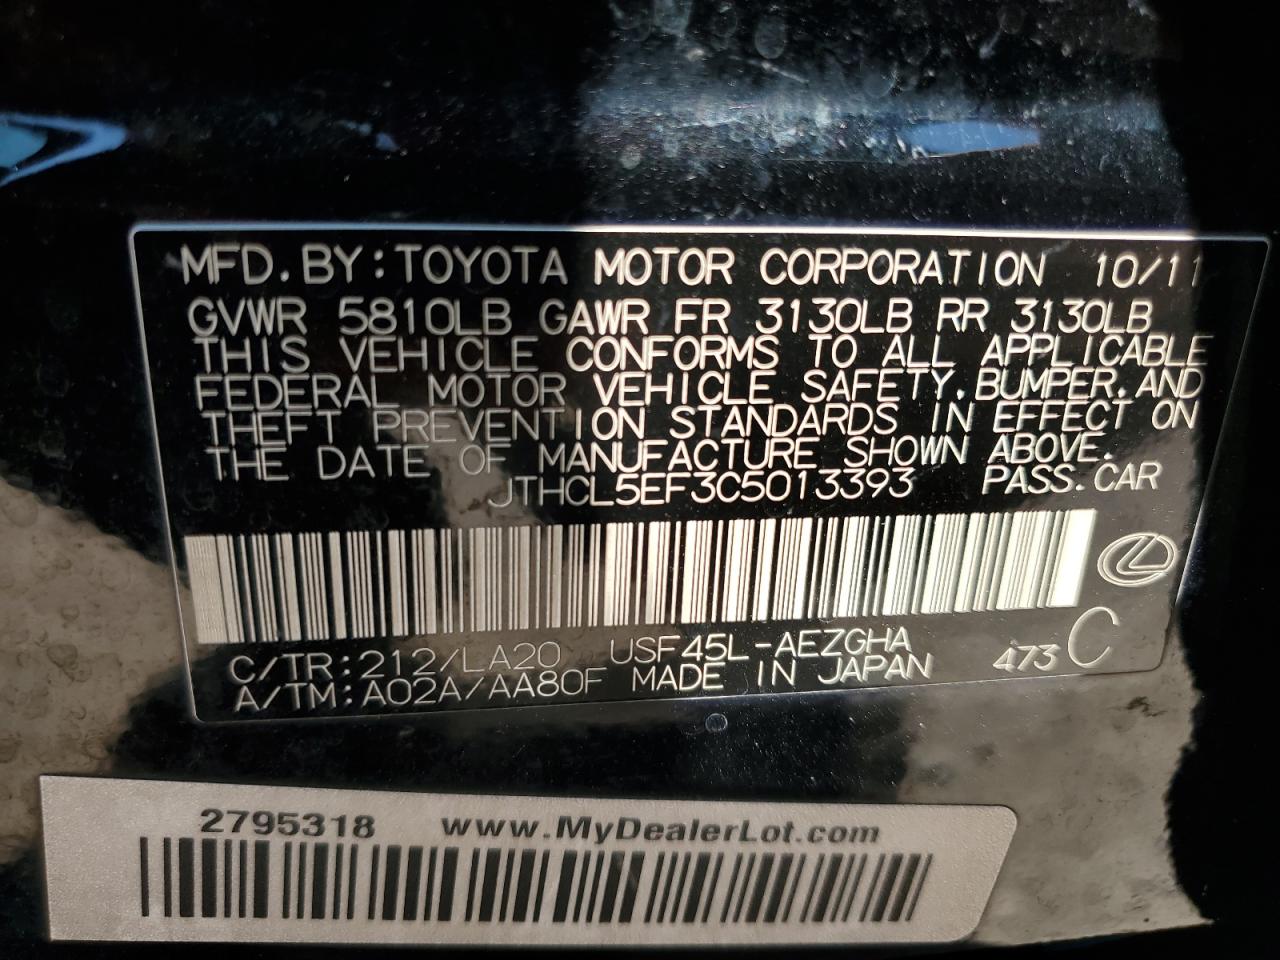 MFD. BY: TOYOTA MOTOR CORPORATION 10/11
GVWR 5810LB GAWR FR 3130LB RR 3130LB
THIS VEHICLE CONFORMS TO ALL APPLICABLE
FEDERAL MOTOR VEHICLE SAFETY, BUMPER, AND
THEFT PREVENTION STANDARDS IN EFFECT ON
THE DATE OF MANUFACTURE SHOWN ABOVE.
JTHCL5EF3C5013393 PASS. CAR
C/TR: 212/LA20 USF45L-AEZGHA 473 C
A/TM: A02A/AA80F MADE IN JAPAN
2795318 www.MyDealerLot.com